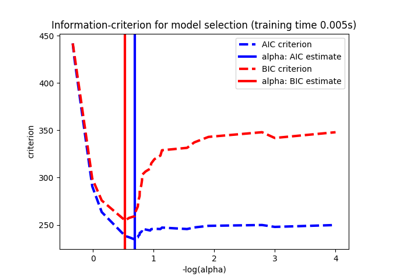 Information-criterion for model selection (training time 0.005s)
450
400
350
300
250
criterion
AIC criterion
alpha: AIC estimate
BIC criterion
alpha: BIC estimate
0
1
2
3
4
-log(alpha)